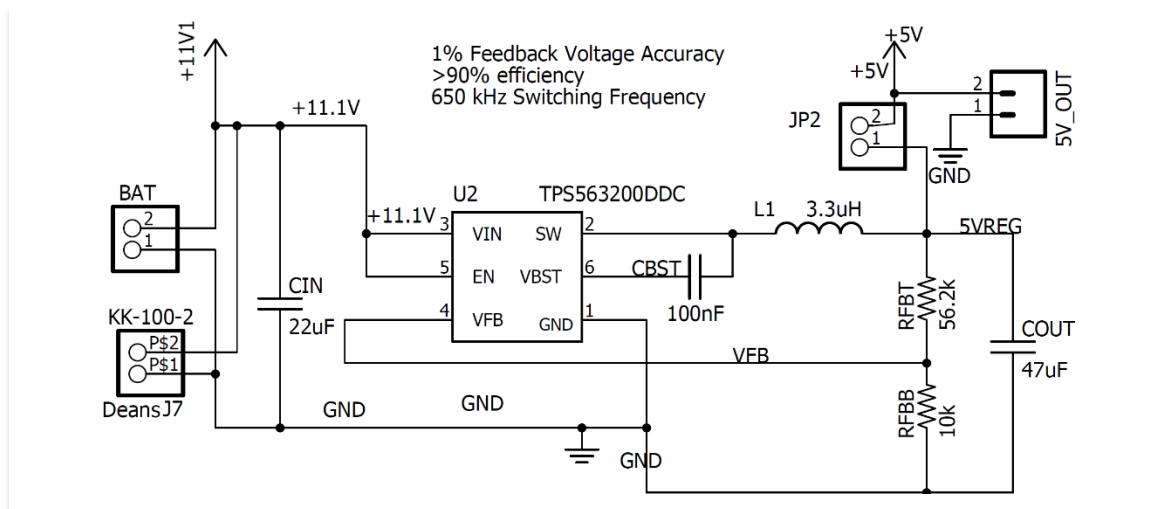 +11V1
1% Feedback Voltage Accuracy
>90% efficiency
650 kHz Switching Frequency
+5V
+5V
2
1
5V_OUT
JP2
2
1
GND
+11.1V
BAT
2
1
U2
TPS563200DDC
+11.1V
3
VIN
SW
2
5
EN
VBST
6
4
VFB
GND
1
L1
3.3uH
5VREG
CBST
100nF
CIN
22uF
KK-100-2
P$2
P$1
DeansJ7
RFBT
56.2k
COUT
47uF
VFB
RFBB
10k
GND
GND
GND